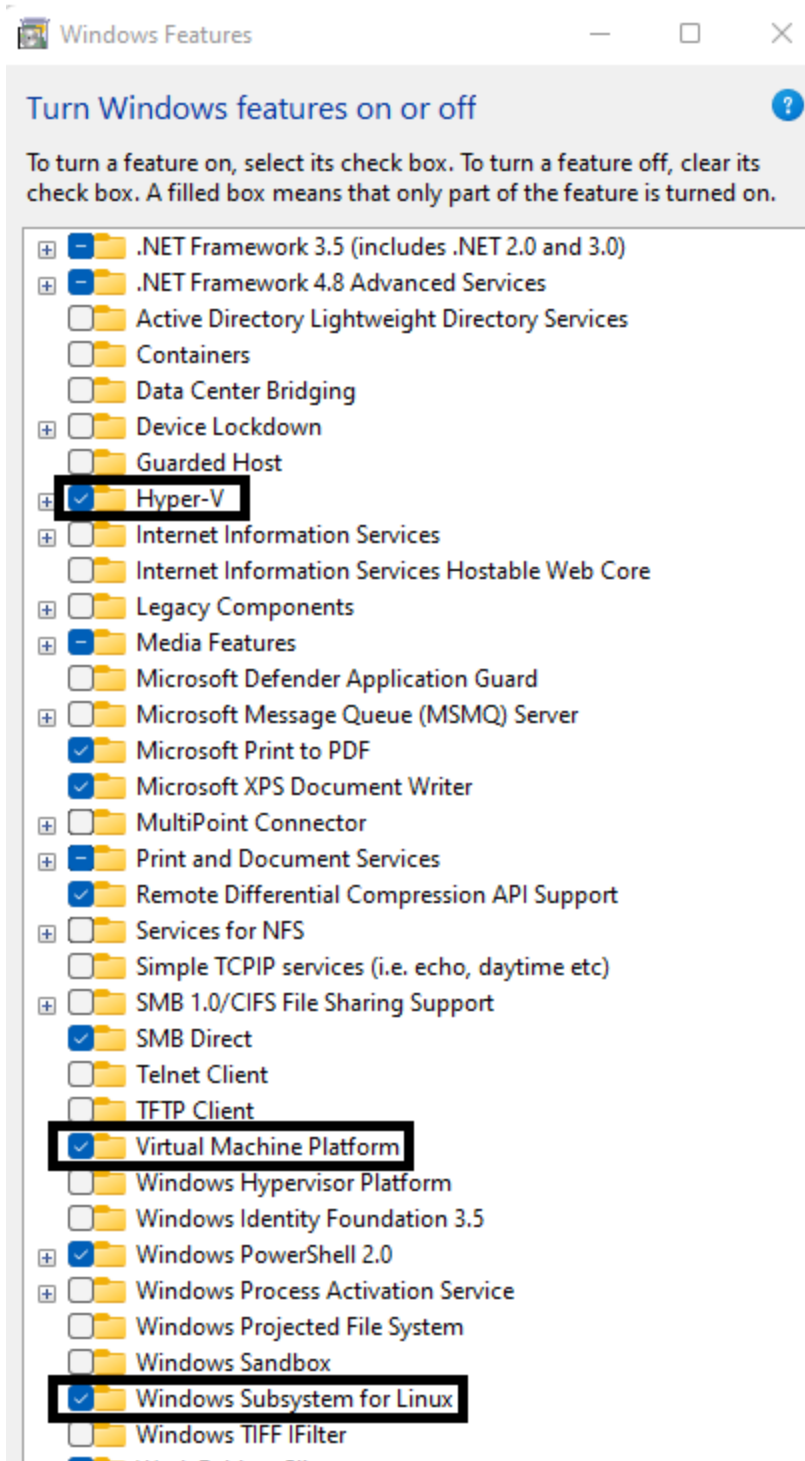 Windows Features
Turn Windows features on or off
?
To turn a feature on, select its check box. To turn a feature off, clear its
check box. A filled box means that only part of the feature is turned on.
.NET Framework 3.5 (includes .NET 2.0 and 3.0)
.NET Framework 4.8 Advanced Services
Active Directory Lightweight Directory Services
Containers
Data Center Bridging
Device Lockdown
Guarded Host
Hyper-V
Internet Information Services
Internet Information Services Hostable Web Core
Legacy Components
Media Features
Microsoft Defender Application Guard
Microsoft Message Queue (MSMQ) Server
Microsoft Print to PDF
Microsoft XPS Document Writer
MultiPoint Connector
Print and Document Services
Remote Differential Compression API Support
Services for NFS
Simple TCPIP services (i.e. echo, daytime etc)
SMB 1.0/CIFS File Sharing Support
SMB Direct
Telnet Client
TFTP Client
Virtual Machine Platform
Windows Hypervisor Platform
Windows Identity Foundation 3.5
Windows PowerShell 2.0
Windows Process Activation Service
Windows Projected File System
Windows Sandbox
Windows Subsystem for Linux
Windows TIFF IFilter